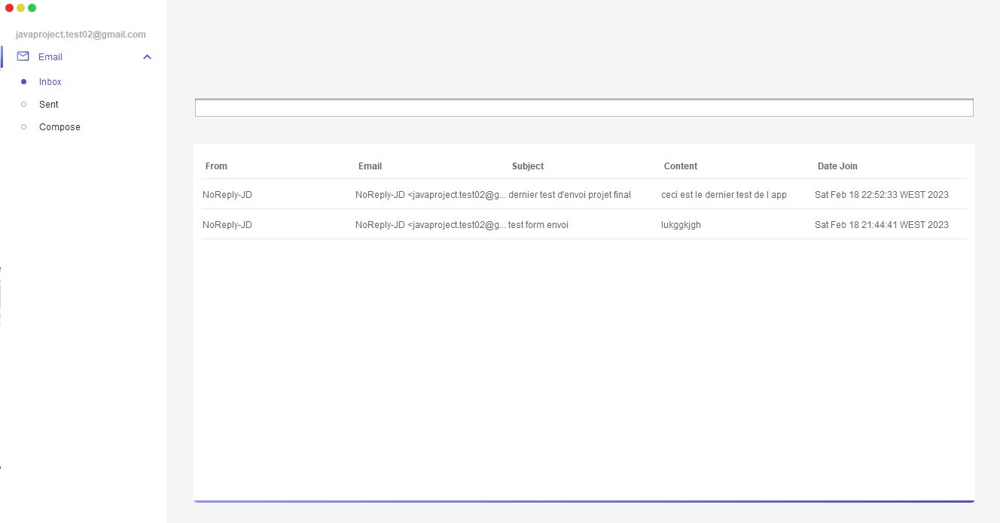 javaproject.test02@gmail.com
Email
Inbox
Sent
Compose
From Email Subject Content Date Join
NoReply-JD NoReply-JD <javaproject.test02@g... dernier test d'envoi projet final ceci est le dernier test de l app Sat Feb 18 22:52:33 WEST 2023
NoReply-JD NoReply-JD <javaproject.test02@g... test form envoi lukggkjgh Sat Feb 18 21:44:41 WEST 2023